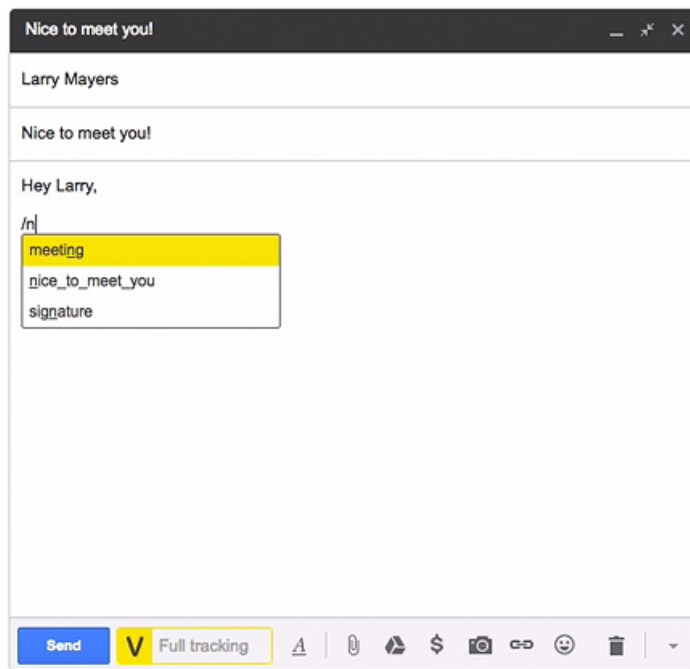 Nice to meet you!
Larry Mayers
Nice to meet you!
Hey Larry,
/n
meeting
nice_to_meet_you
signature
Send V Full tracking A $